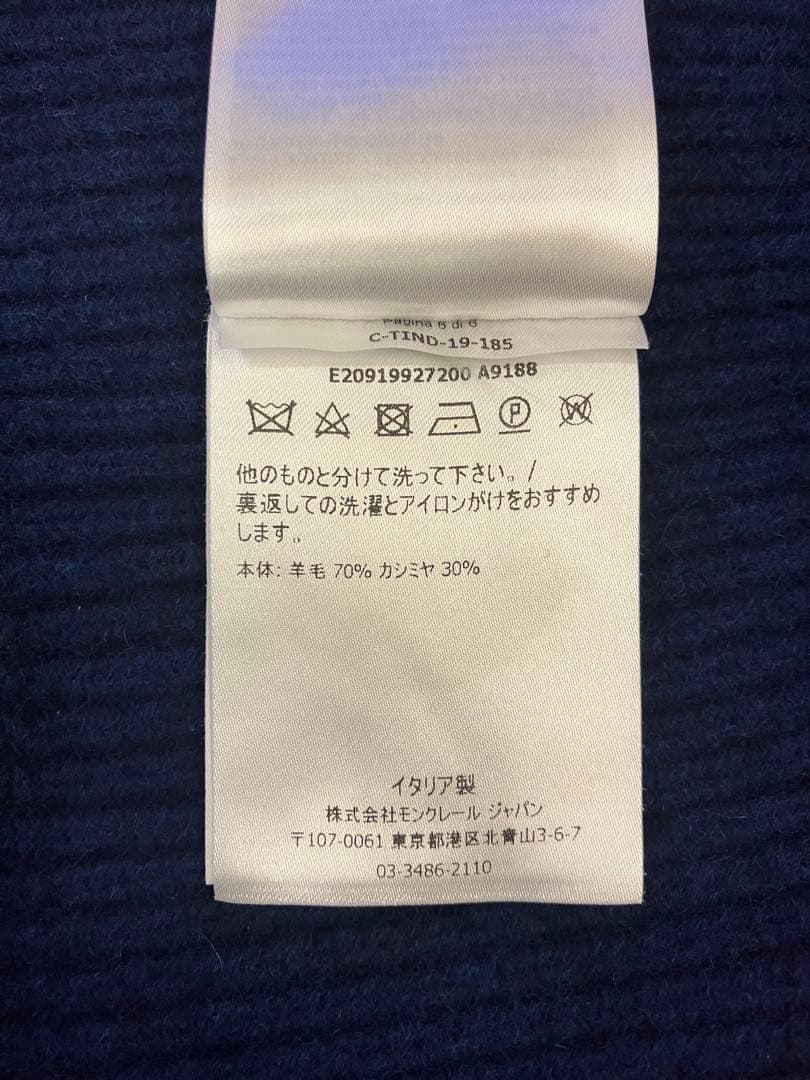 Pagina 6 di 6
C-TIND-19-185
E20919927200 A9188
他のものと分けて洗って下さい。/
裏返しての洗濯とアイロンがけをおすすめ
します。
本体: 羊毛 70% カシミヤ 30%
イタリア製
株式会社モンクレール ジャパン
〒107-0061 東京都港区北青山3-6-7
03-3486-2110